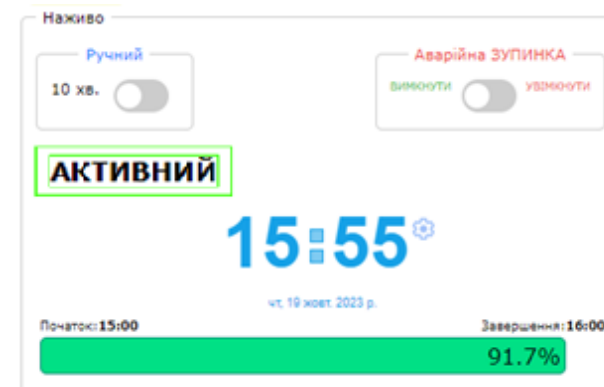 Наживо
Ручний
Аварійна ЗУПИНКА
10 хв.
ВИМКНУТИ
УВІМКНУТИ
АКТИВНИЙ
15:55
чт, 19 жовт. 2023 р.
Початок:15:00
Завершення:16:00
91.7%